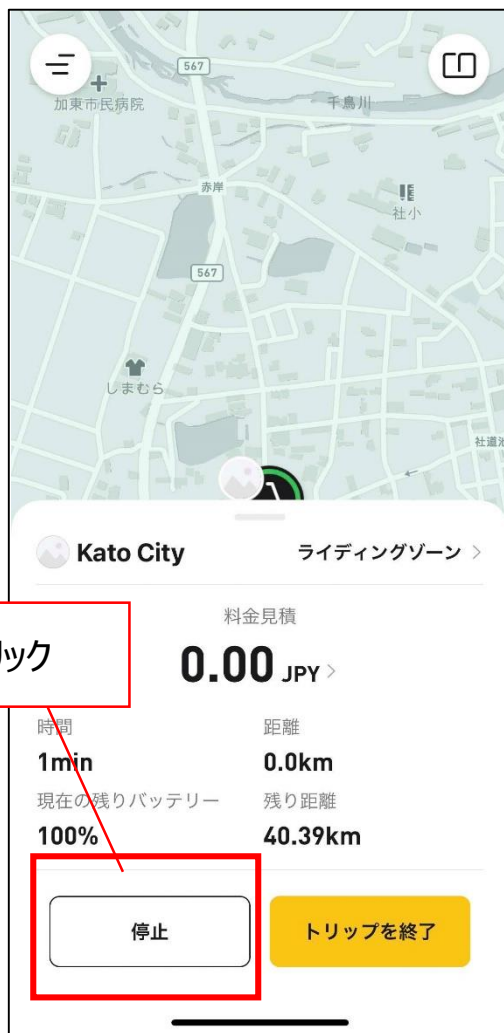 567
加東市民病院
千鳥川
赤岸
社小
567
しまむら
Kato City
ライディングゾーン >
料金見積
0.00 JPY >
リック
時間
距離
1min
0.0km
現在の残りバッテリー
残り距離
100%
40.39km
停止
トリップを終了